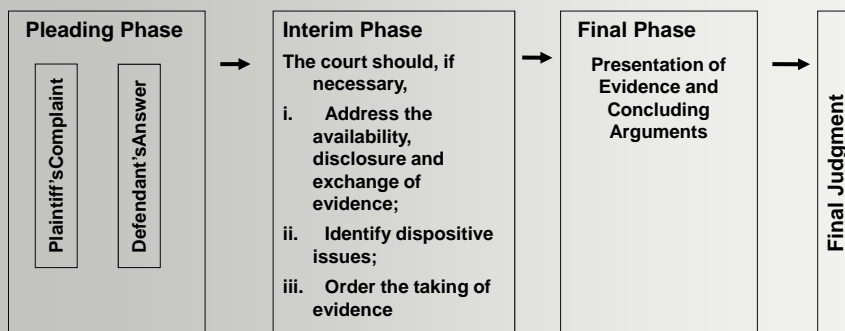 Pleading Phase
Plaintiff'sComplaint
Defendant'sAnswer
Interim Phase
The court should, if
necessary,
i. Address the
availability,
disclosure and
exchange of
evidence;
ii. Identify dispositive
issues;
iii. Order the taking of
evidence
Final Phase
Presentation of
Evidence and
Concluding
Arguments
Final Judgment